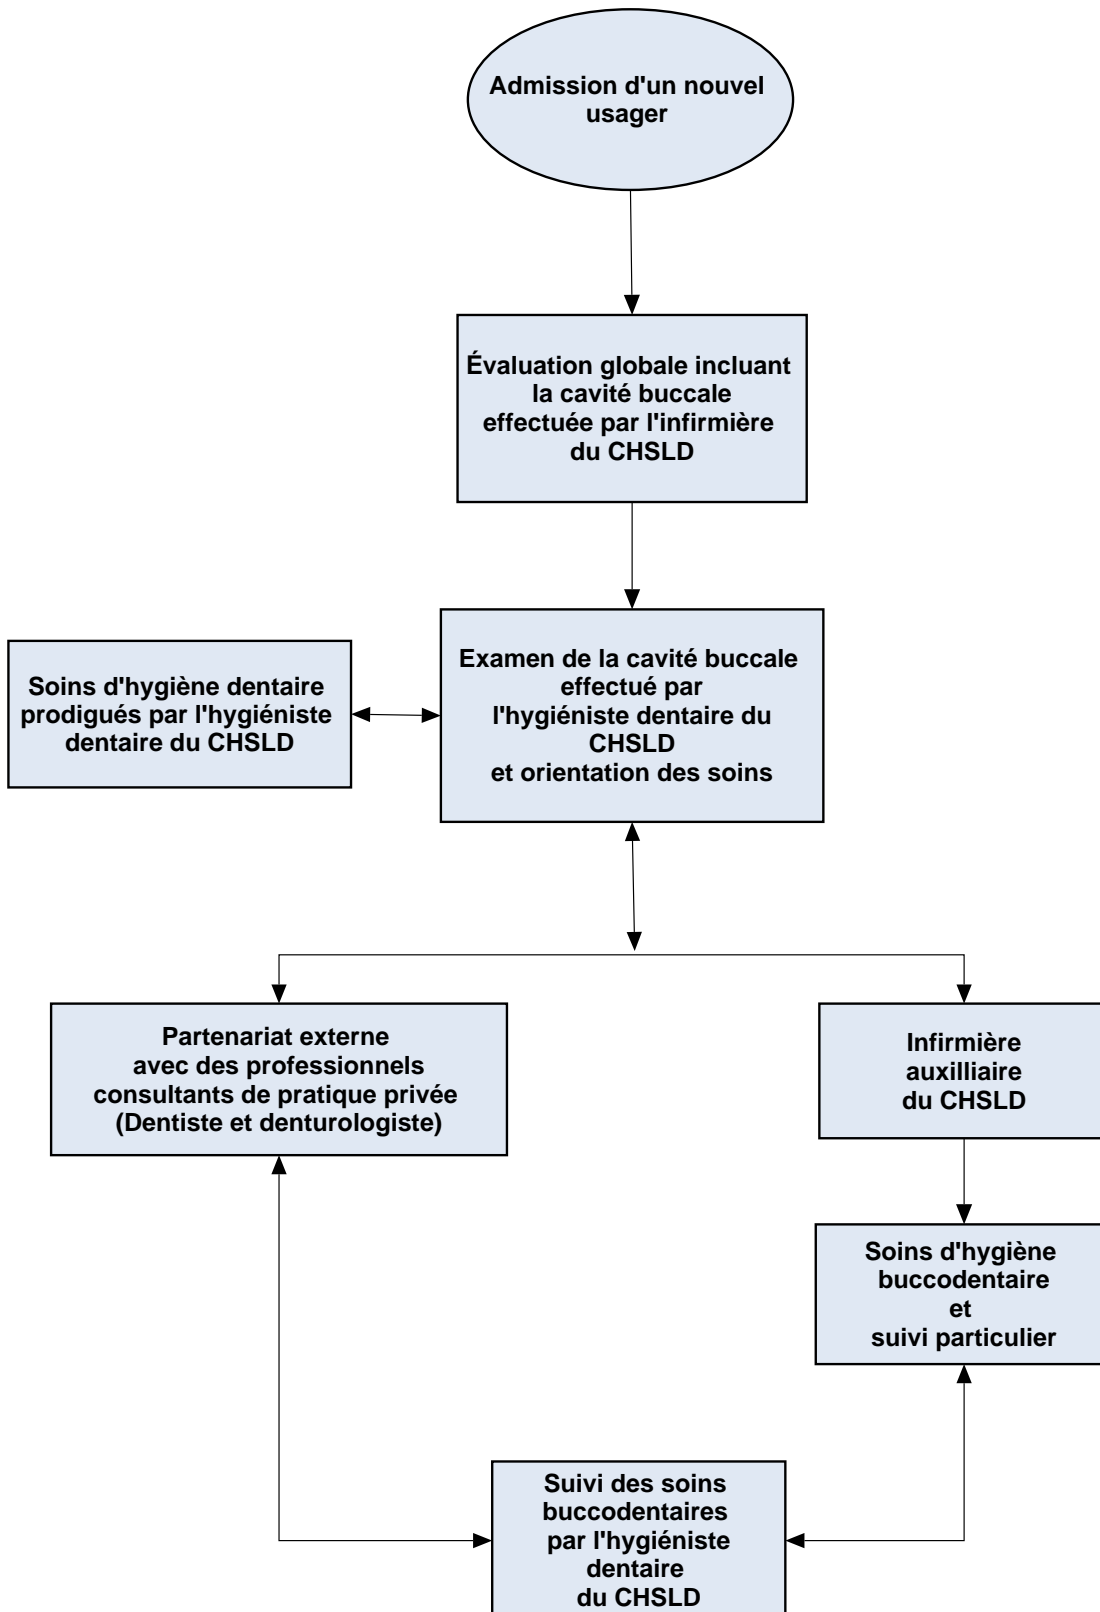 Admission d'un nouvel
usager
Évaluation globale incluant
la cavité buccale
effectuée par l'infirmière
du CHSLD
Soins d'hygiène dentaire
prodigués par l'hygiéniste
dentaire du CHSLD
Examen de la cavité buccale
effectué par
l'hygiéniste dentaire du
CHSLD
et orientation des soins
Partenariat externe
avec des professionnels
consultants de pratique privée
(Dentiste et denturologiste)
Infirmière
auxilliaire
du CHSLD
Soins d'hygiène
buccodentaire
et
suivi particulier
Suivi des soins
buccodentaires
par l'hygiéniste
dentaire
du CHSLD